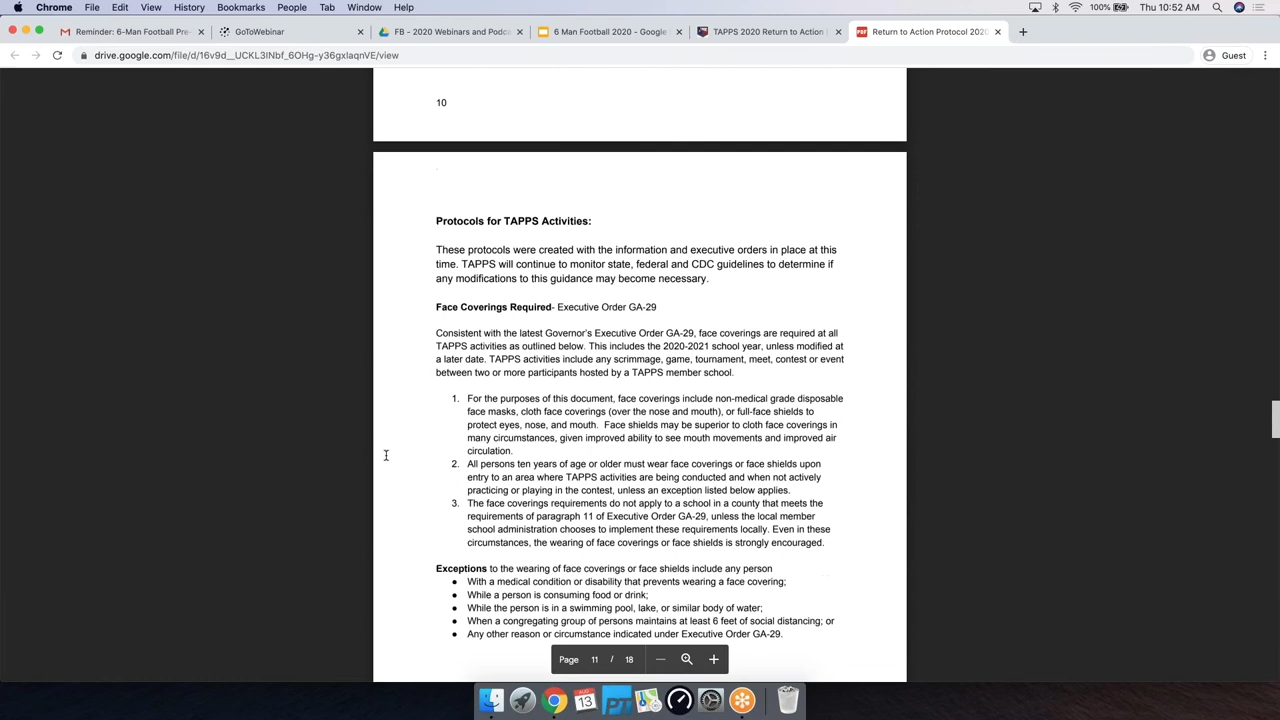 Chrome File Edit View History Bookmarks People Tab Window Help 100% Thu 10:52 AM
Reminder: 6-Man Football Pre- × GoToWebinar × FB - 2020 Webinars and Podca × 6 Man Football 2020 - Google × TAPPS 2020 Return to Action × Return to Action Protocol 2020 ×
drive.google.com/file/d/16v9d__UCKL3lNbf_6OHg-y36gxlaqnVE/view Guest
10
Protocols for TAPPS Activities:
These protocols were created with the information and executive orders in place at this
time. TAPPS will continue to monitor state, federal and CDC guidelines to determine if
any modifications to this guidance may become necessary.
Face Coverings Required- Executive Order GA-29
Consistent with the latest Governor's Executive Order GA-29, face coverings are required at all
TAPPS activities as outlined below. This includes the 2020-2021 school year, unless modified at
a later date. TAPPS activities include any scrimmage, game, tournament, meet, contest or event
between two or more participants hosted by a TAPPS member school.
1. For the purposes of this document, face coverings include non-medical grade disposable
face masks, cloth face coverings (over the nose and mouth), or full-face shields to
protect eyes, nose, and mouth. Face shields may be superior to cloth face coverings in
many circumstances, given improved ability to see mouth movements and improved air
circulation.
2. All persons ten years of age or older must wear face coverings or face shields upon
entry to an area where TAPPS activities are being conducted and when not actively
practicing or playing in the contest, unless an exception listed below applies.
3. The face coverings requirements do not apply to a school in a county that meets the
requirements of paragraph 11 of Executive Order GA-29, unless the local member
school administration chooses to implement these requirements locally. Even in these
circumstances, the wearing of face coverings or face shields is strongly encouraged.
Exceptions to the wearing of face coverings or face shields include any person
● With a medical condition or disability that prevents wearing a face covering;
● While a person is consuming food or drink;
● While the person is in a swimming pool, lake, or similar body of water;
● When a congregating group of persons maintains at least 6 feet of social distancing; or
● Any other reason or circumstance indicated under Executive Order GA-29.
Page 11 / 18
AUG
13
PT